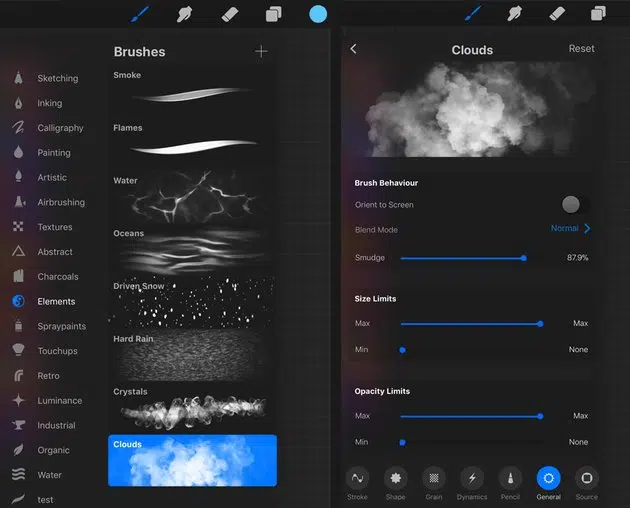 Brushes
Sketching
Inking
Calligraphy
Painting
Artistic
Airbrushing
Textures
Abstract
Charcoals
Elements
Spraypaints
Touchups
Retro
Luminance
Industrial
Organic
Water
test
Smoke
Flames
Water
Oceans
Driven Snow
Hard Rain
Crystals
Clouds
Clouds
Reset
Brush Behaviour
Orient to Screen
Blend Mode Normal
Smudge 87.9%
Size Limits
Max Max
Min None
Opacity Limits
Max Max
Min None
Stroke Shape Grain Dynamics Pencil General Source